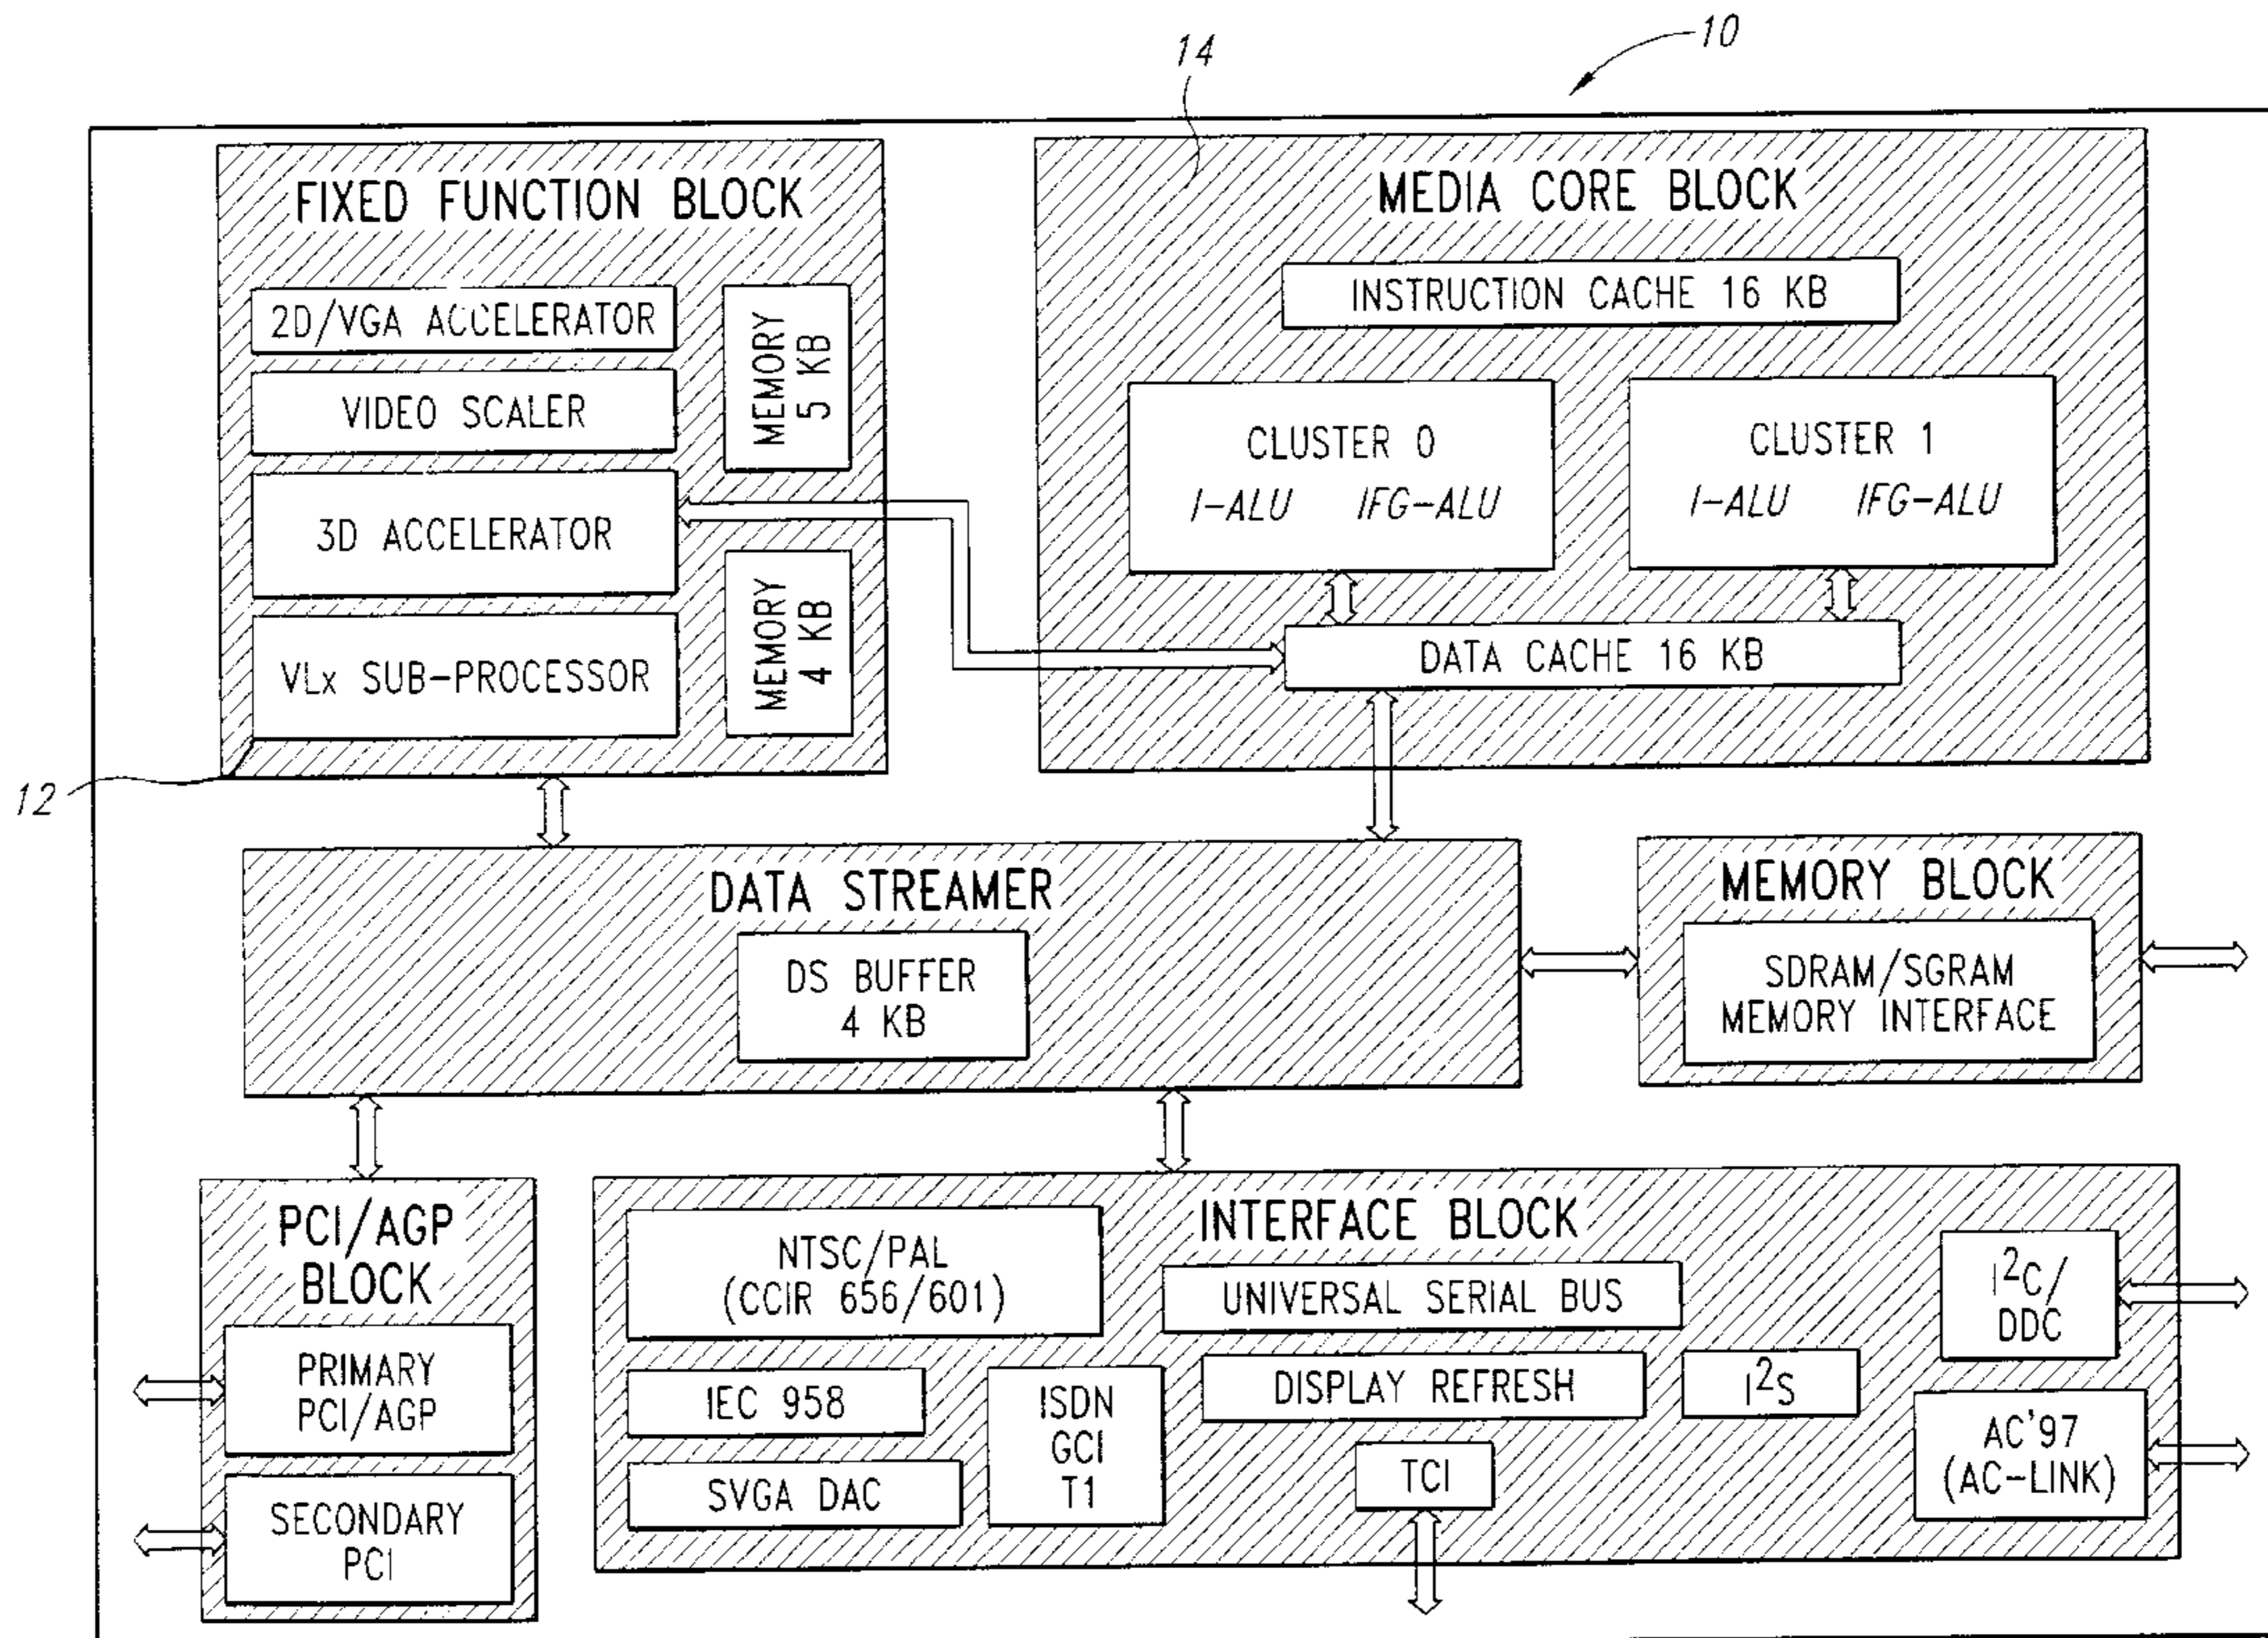 10
14
FIXED FUNCTION BLOCK
2D/VGA ACCELERATOR
VIDEO SCALER
3D ACCELERATOR
VLx SUB-PROCESSOR
MEMORY
5 KB
MEMORY
4 KB
12
MEDIA CORE BLOCK
INSTRUCTION CACHE 16 KB
CLUSTER 0
I-ALU IFG-ALU
CLUSTER 1
I-ALU IFG-ALU
DATA CACHE 16 KB
DATA STREAMER
DS BUFFER
4 KB
MEMORY BLOCK
SDRAM/SGRAM
MEMORY INTERFACE
PCI/AGP
BLOCK
PRIMARY
PCI/AGP
SECONDARY
PCI
INTERFACE BLOCK
NTSC/PAL
(CCIR 656/601)
UNIVERSAL SERIAL BUS
I²C/
DDC
IEC 958
ISDN
GCI
T1
DISPLAY REFRESH
I²S
SVGA DAC
TCI
AC'97
(AC-LINK)